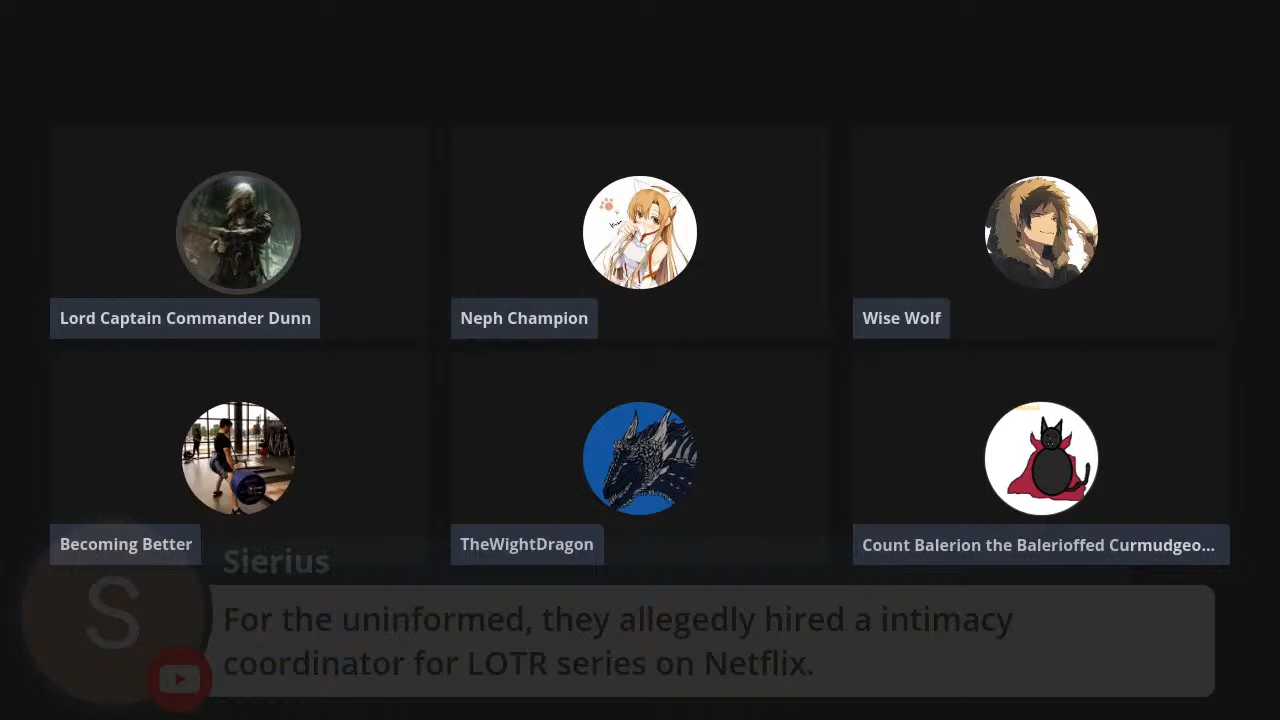 Lord Captain Commander Dunn
Neph Champion
Wise Wolf
Becoming Better
TheWightDragon
Count Balerion the Balerioffed Curmudgeo...
S
Sierius
For the uninformed, they allegedly hired a intimacy
coordinator for LOTR series on Netflix.